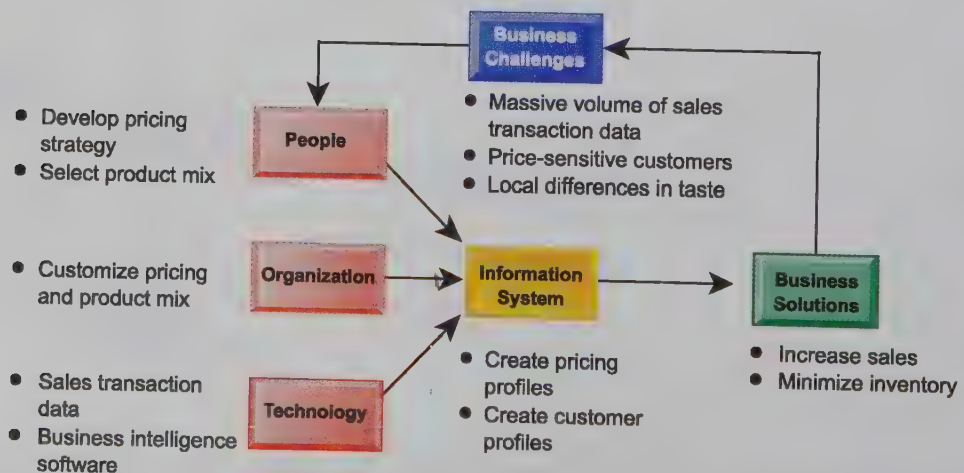 Business
Challenges
• Massive volume of sales
transaction data
• Price-sensitive customers
• Local differences in taste
• Develop pricing
strategy
• Select product mix
People
• Customize pricing
and product mix
Organization
Information
System
• Create pricing
profiles
• Create customer
profiles
Business
Solutions
• Increase sales
• Minimize inventory
• Sales transaction
data
• Business intelligence
software
Technology